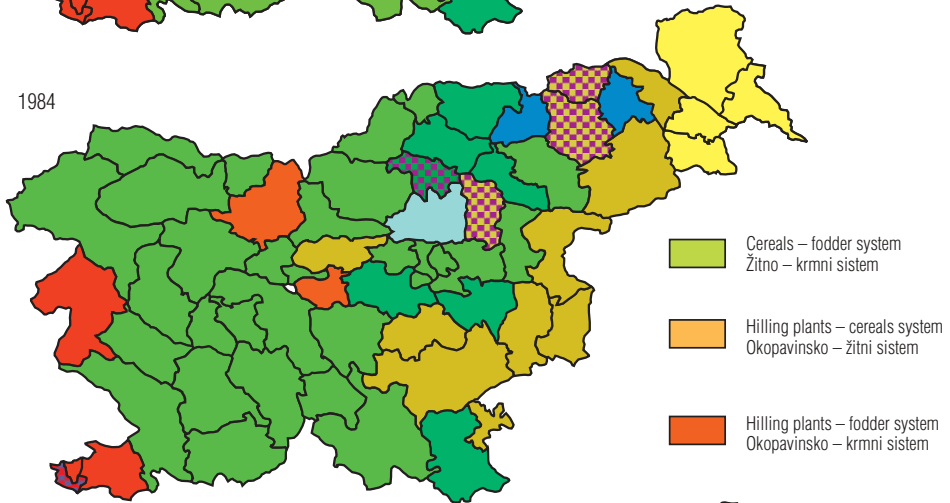 1984
Cereals – fodder system
Žitno – krmni sistem
Hilling plants – cereals system
Okopavinsko – žitni sistem
Hilling plants – fodder system
Okopavinsko – krmni sistem